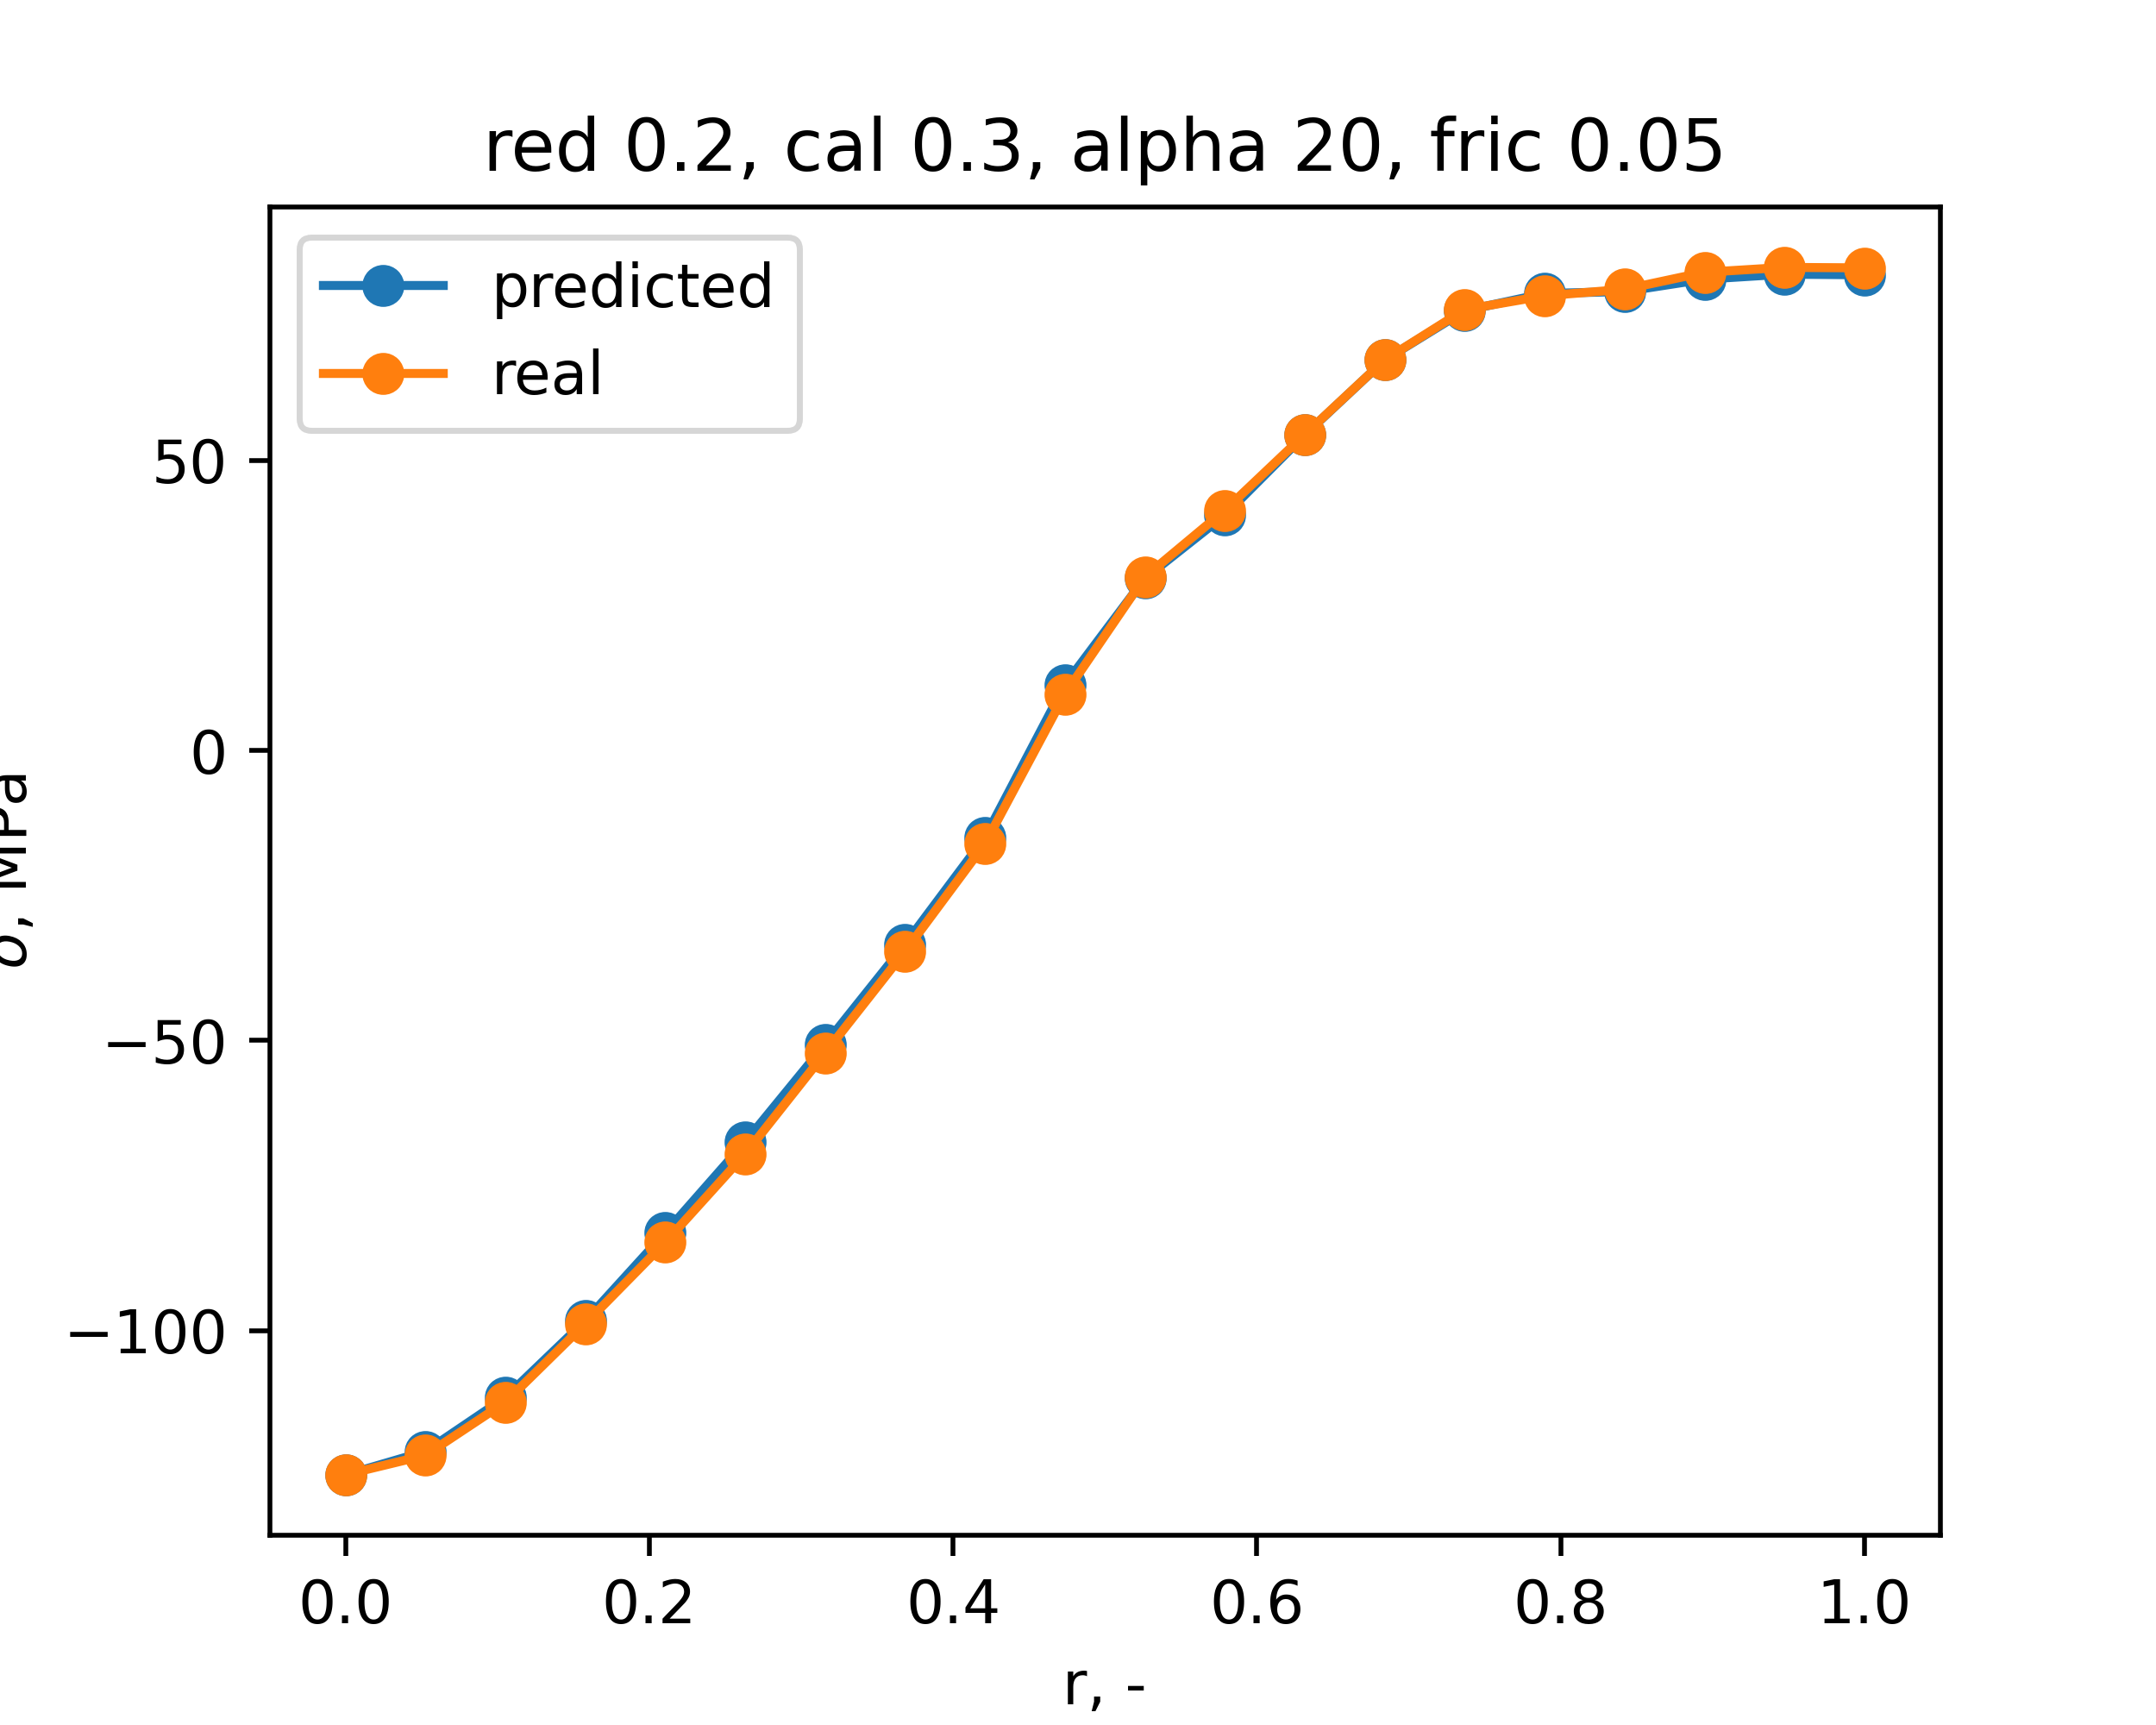 red 0.2, cal 0.3, alpha 20, fric 0.05
predicted
real
50
0
−50
−100
σ, MPa
0.0 0.2 0.4 0.6 0.8 1.0
r, -